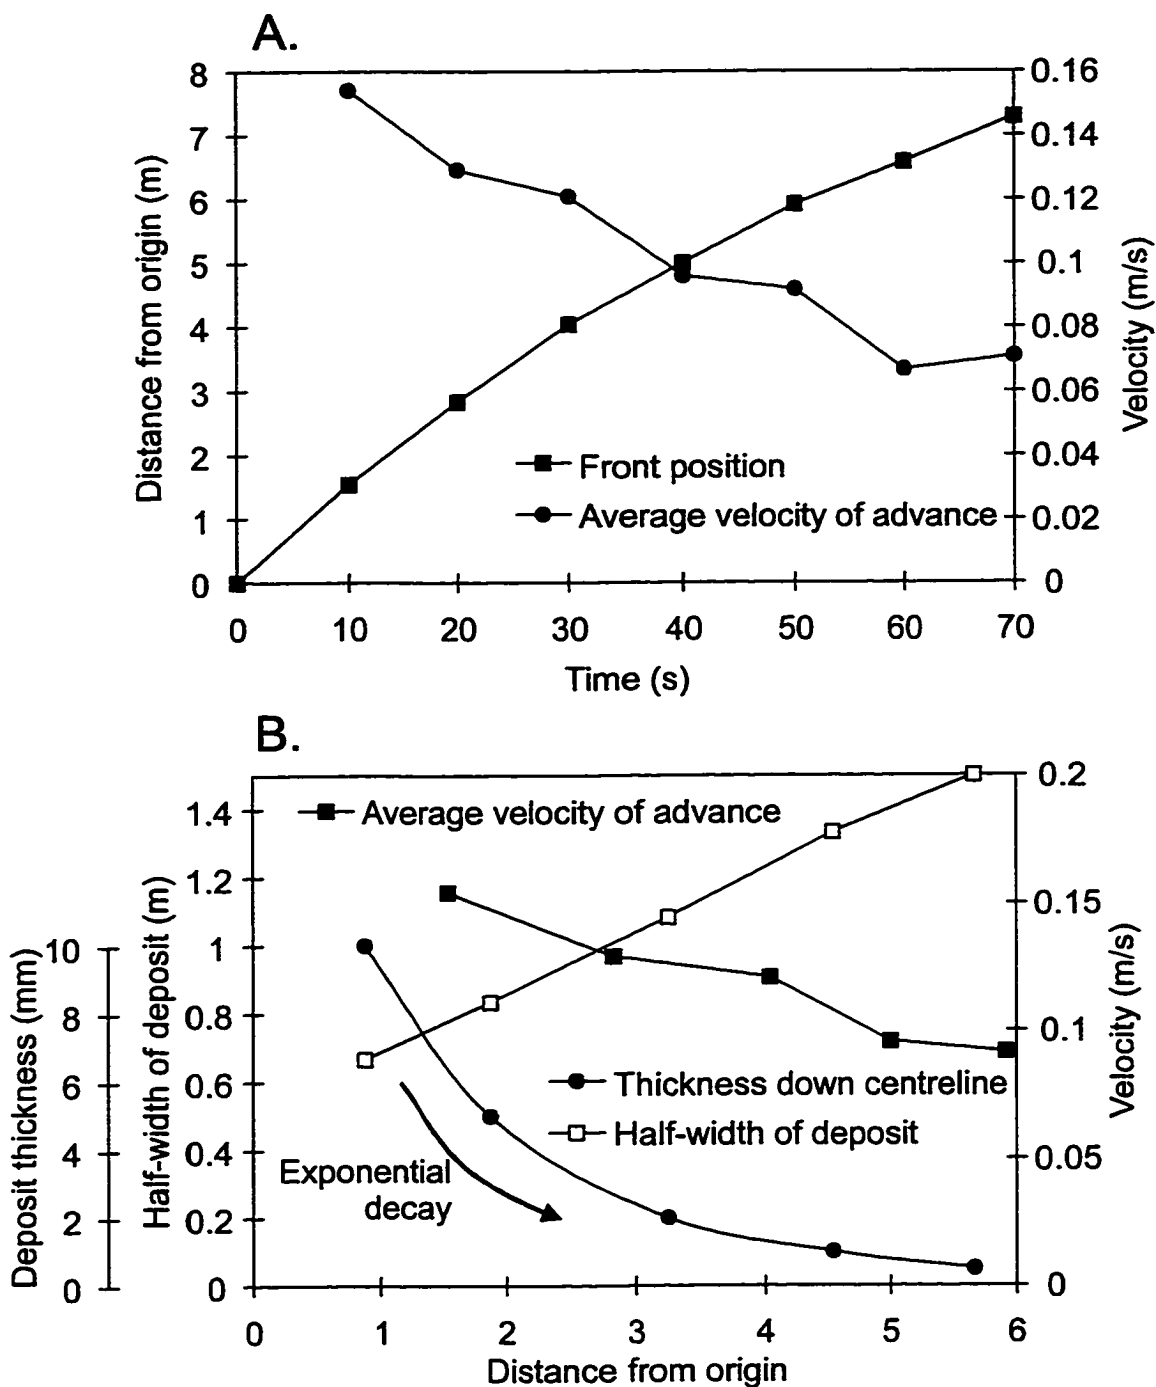 A.
8
7
6
5
4
3
2
1
0
Distance from origin (m)
0.16
0.14
0.12
0.1
0.08
0.06
0.04
0.02
0
Velocity (m/s)
Front position
Average velocity of advance
0 10 20 30 40 50 60 70
Time (s)
B.
10
8
6
4
2
0
Deposit thickness (mm)
1.4
1.2
1
0.8
0.6
0.4
0.2
0
Half-width of deposit (m)
Average velocity of advance
Thickness down centreline
Half-width of deposit
Exponential
decay
0.2
0.15
0.1
0.05
0
Velocity (m/s)
0 1 2 3 4 5 6
Distance from origin